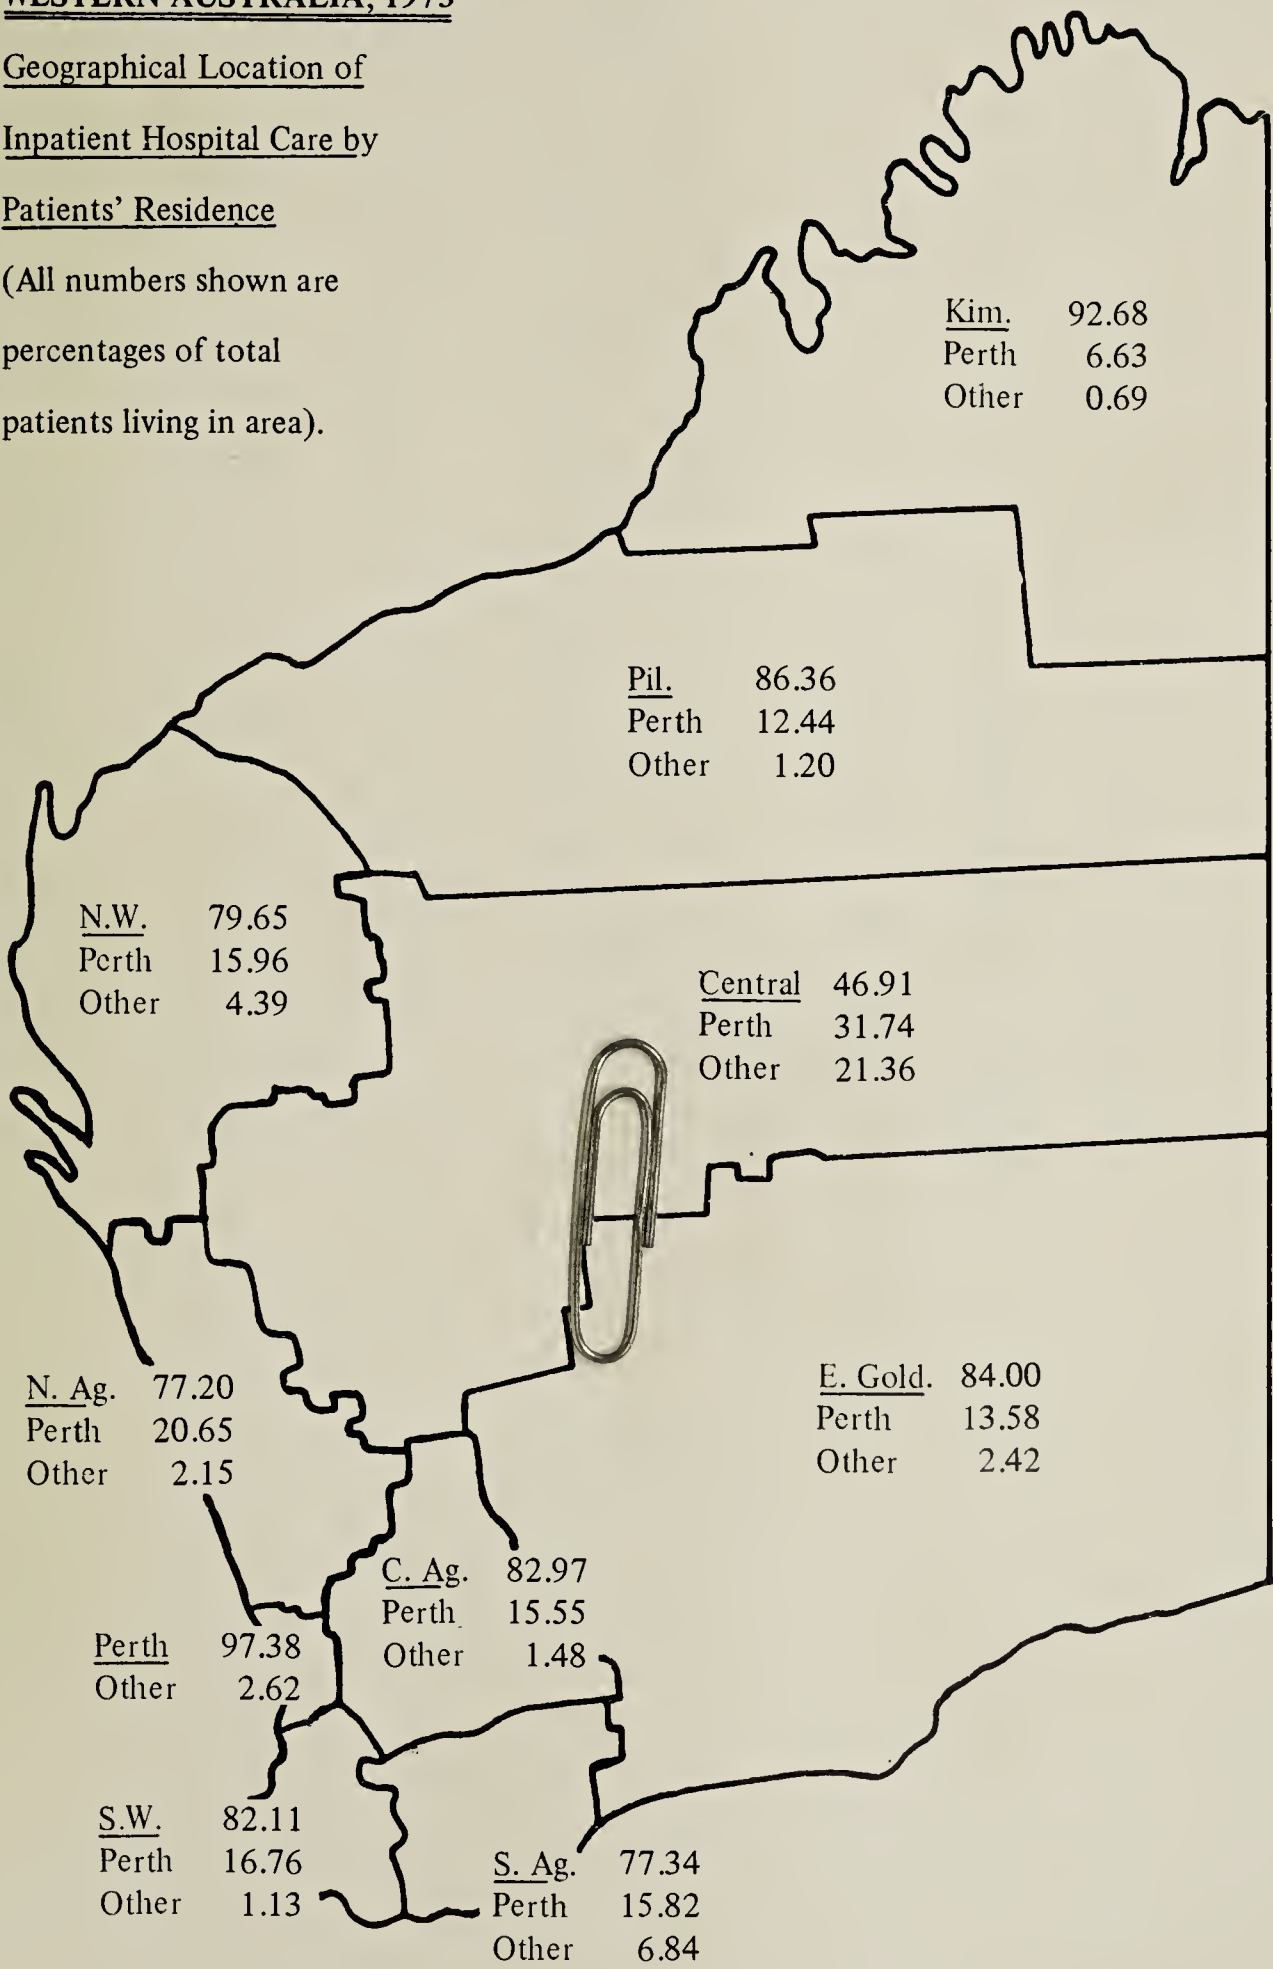 WESTERN AUSTRALIA, 1973
Geographical Location of
Inpatient Hospital Care by
Patients' Residence
(All numbers shown are
percentages of total
patients living in area).
Kim. 92.68
Perth 6.63
Other 0.69
Pil. 86.36
Perth 12.44
Other 1.20
N.W. 79.65
Perth 15.96
Other 4.39
Central 46.91
Perth 31.74
Other 21.36
N. Ag. 77.20
Perth 20.65
Other 2.15
E. Gold. 84.00
Perth 13.58
Other 2.42
C. Ag. 82.97
Perth 15.55
Other 1.48
Perth 97.38
Other 2.62
S.W. 82.11
Perth 16.76
Other 1.13
S. Ag. 77.34
Perth 15.82
Other 6.84